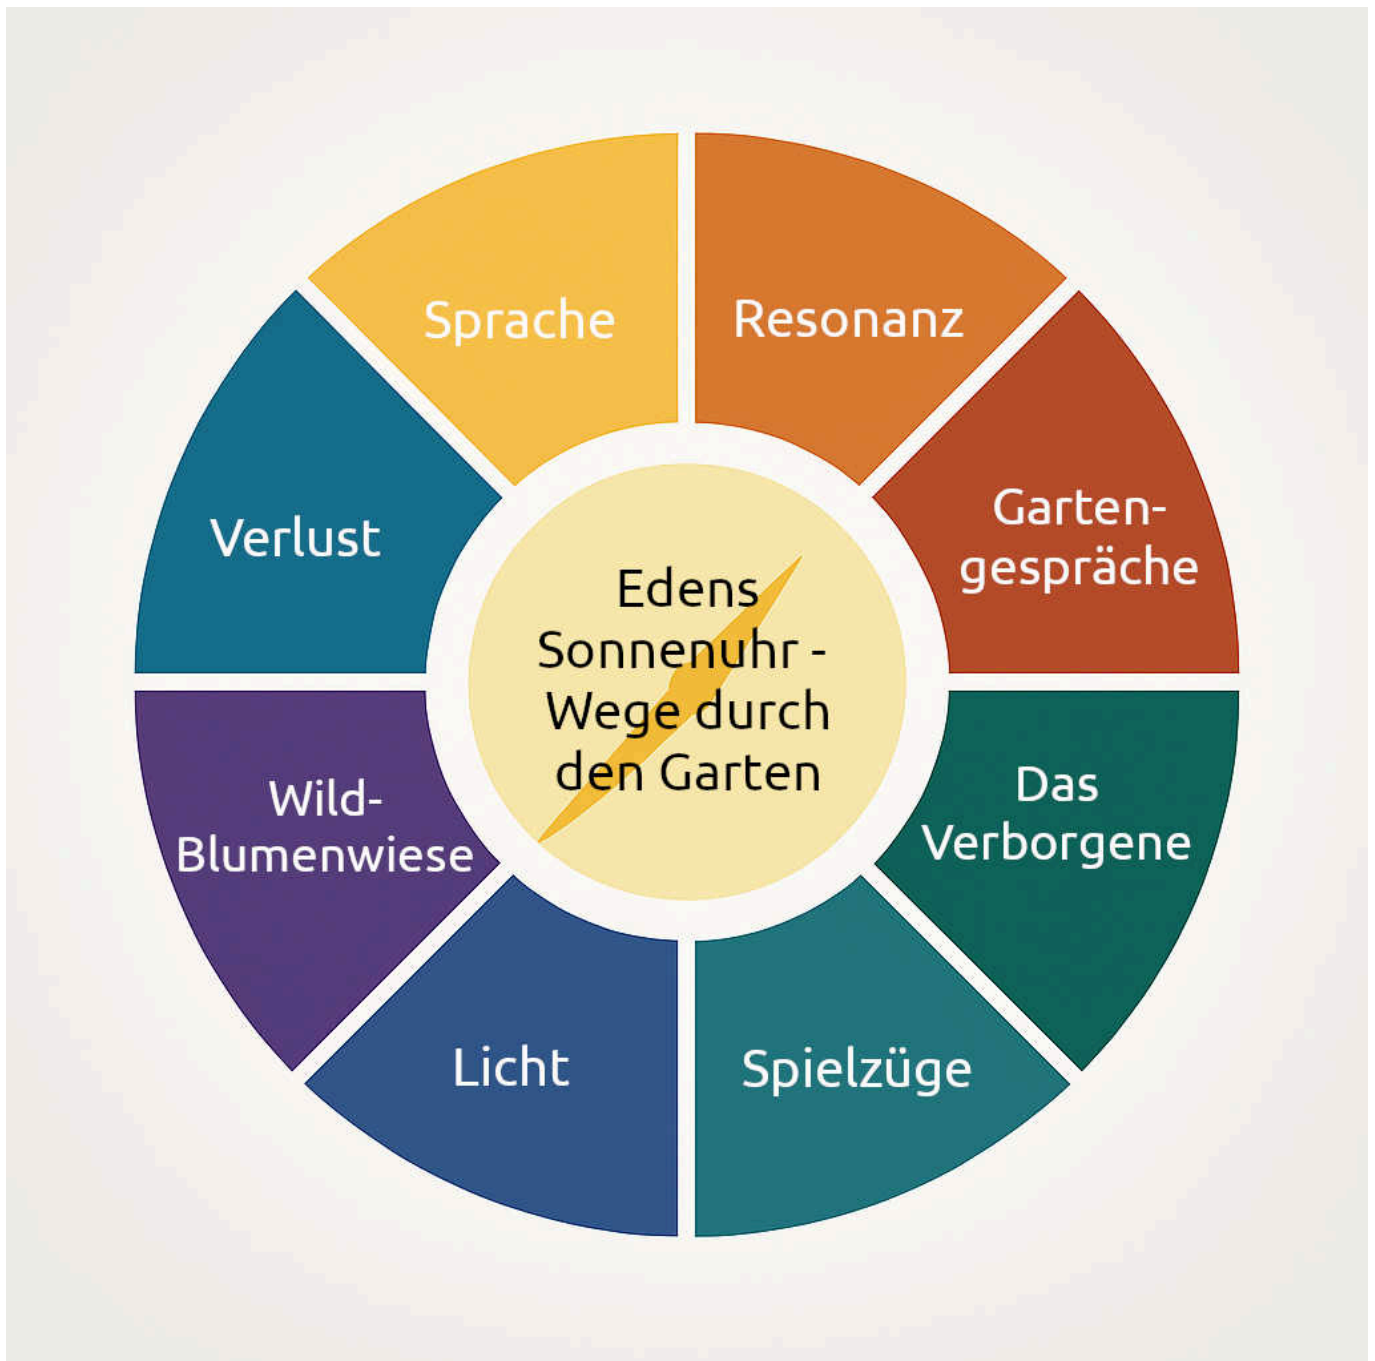 Sprache
Resonanz
Garten-
gespräche
Das
Verborgene
Spielzüge
Licht
Wild-
Blumenwiese
Verlust
Edens
Sonnenuhr -
Wege durch
den Garten